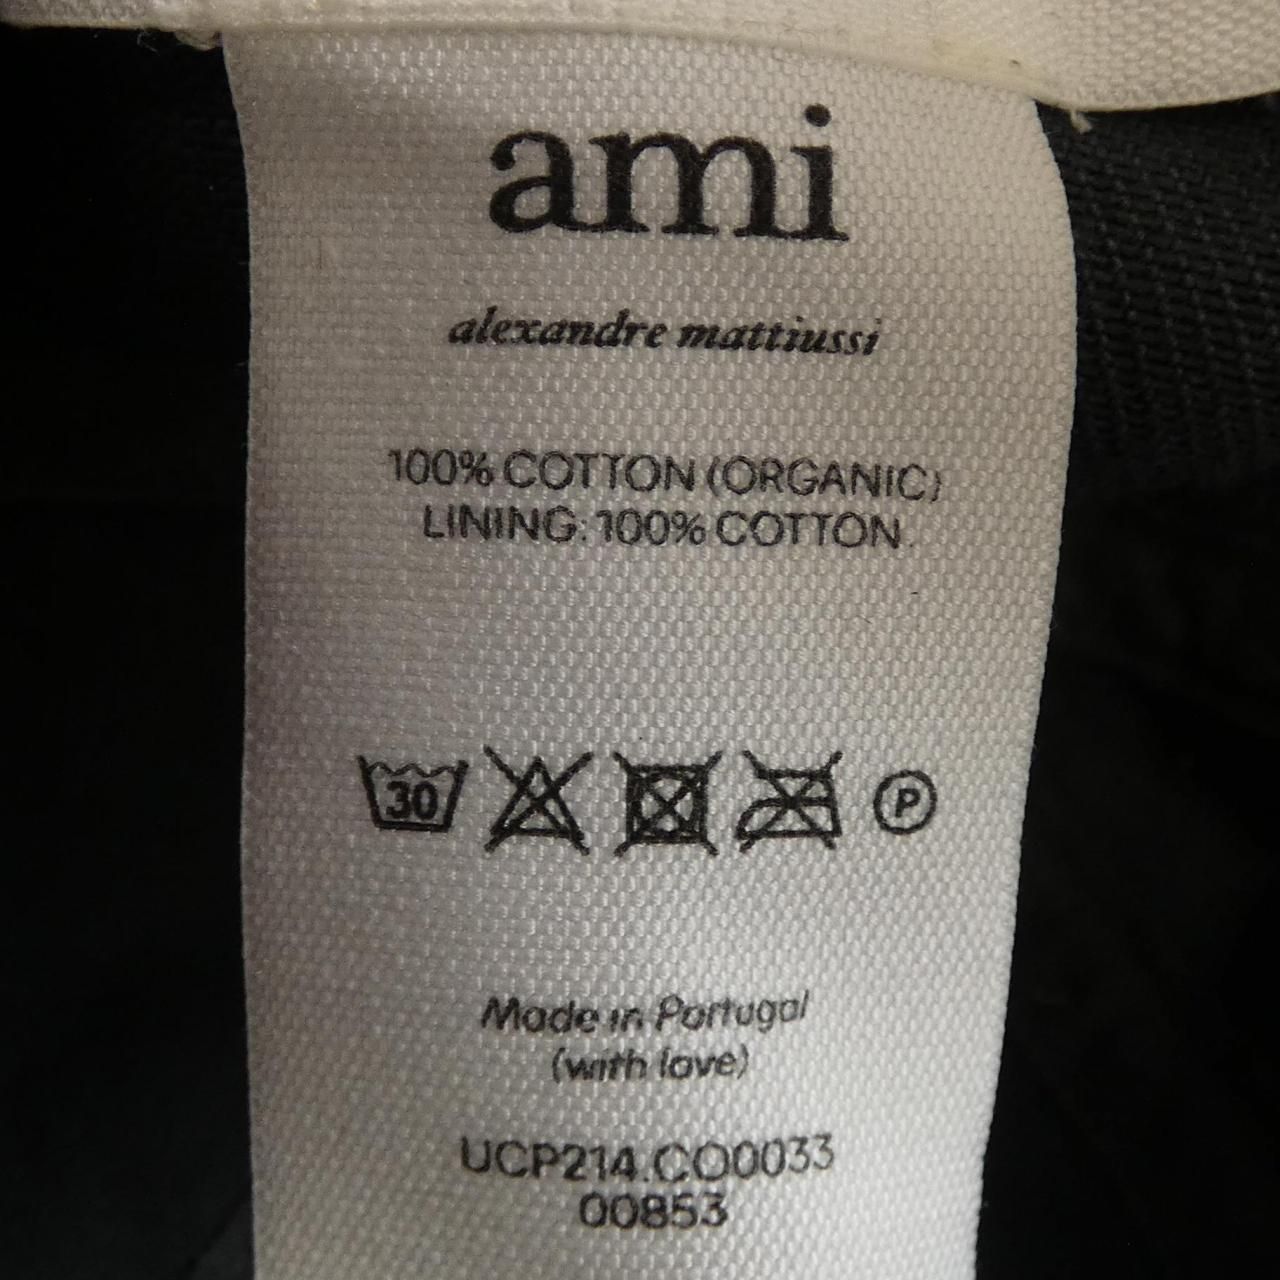 ami
alexandre mattiussi
100% COTTON (ORGANIC)
LINING: 100% COTTON.
30 P
Made in Portugal
(with love)
UCP214.CO0033
00853